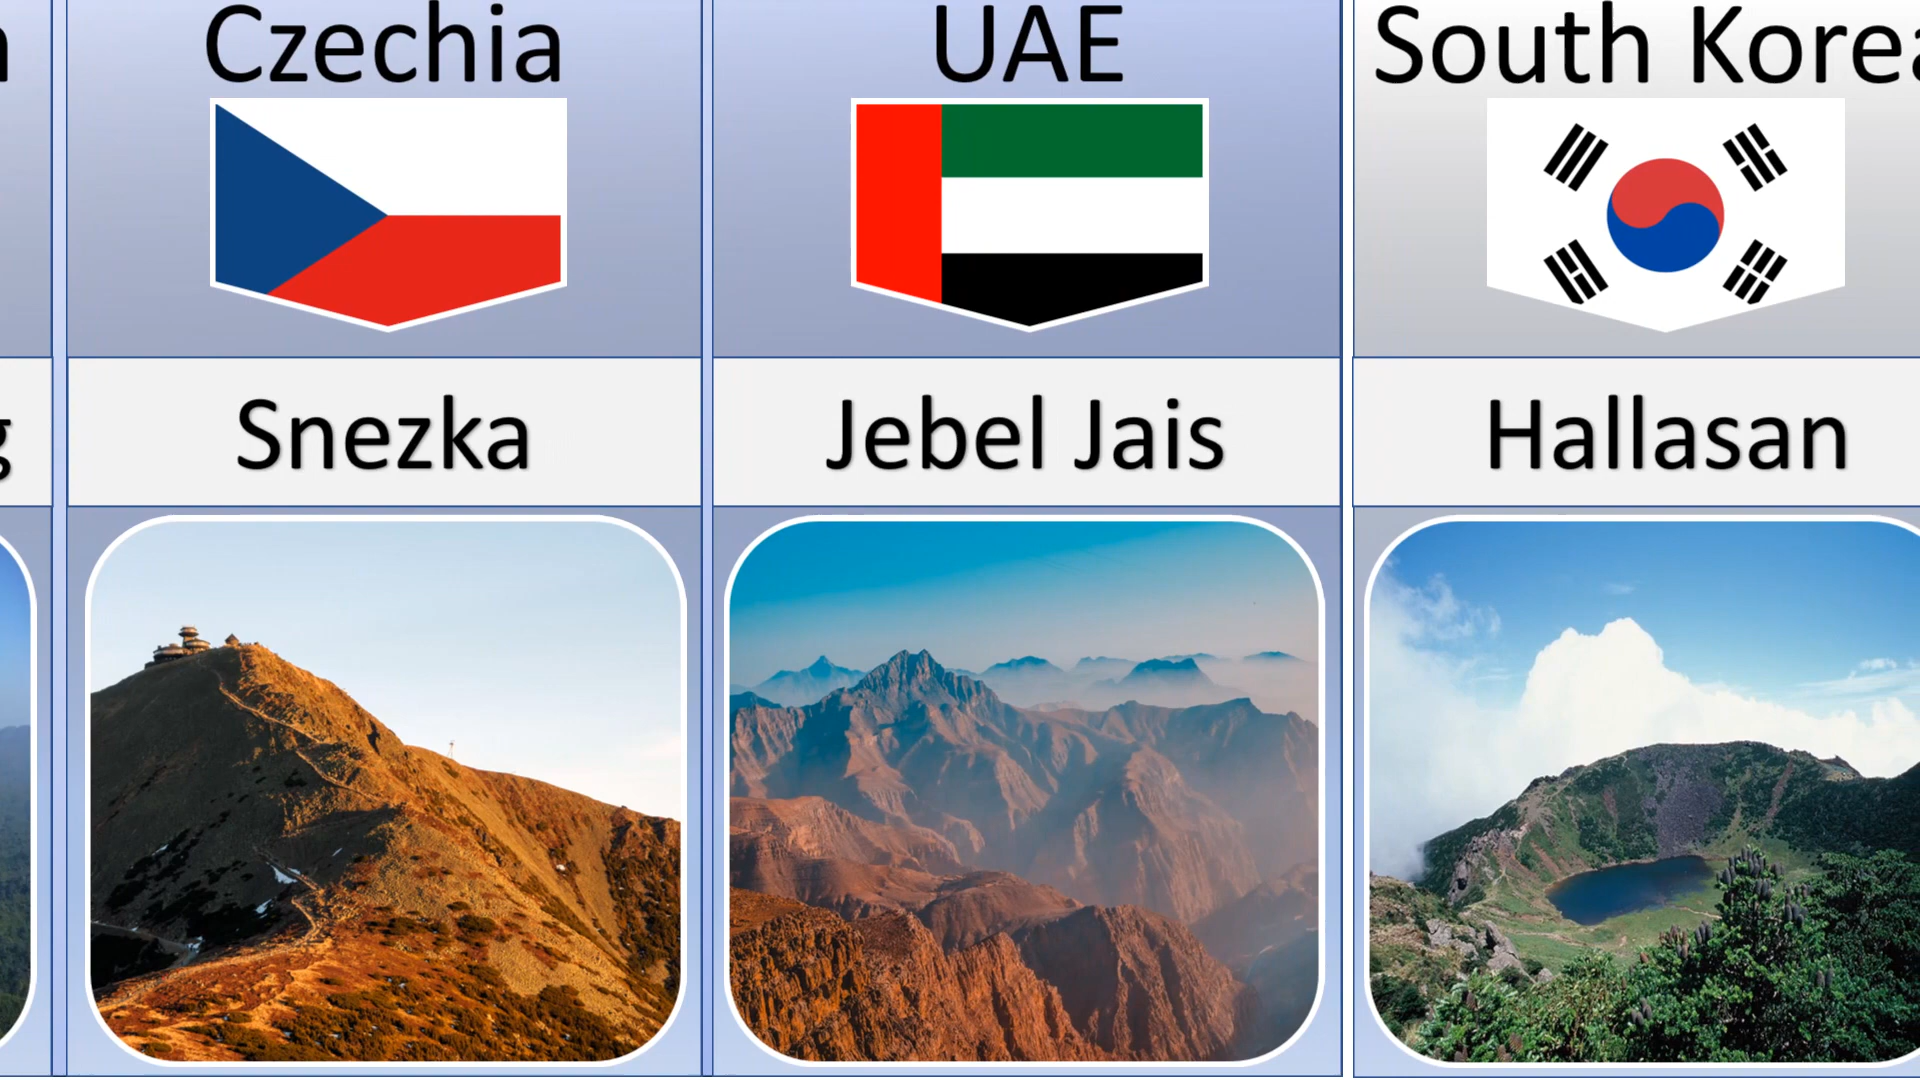 Czechia
UAE
South Korea
Snezka
Jebel Jais
Hallasan